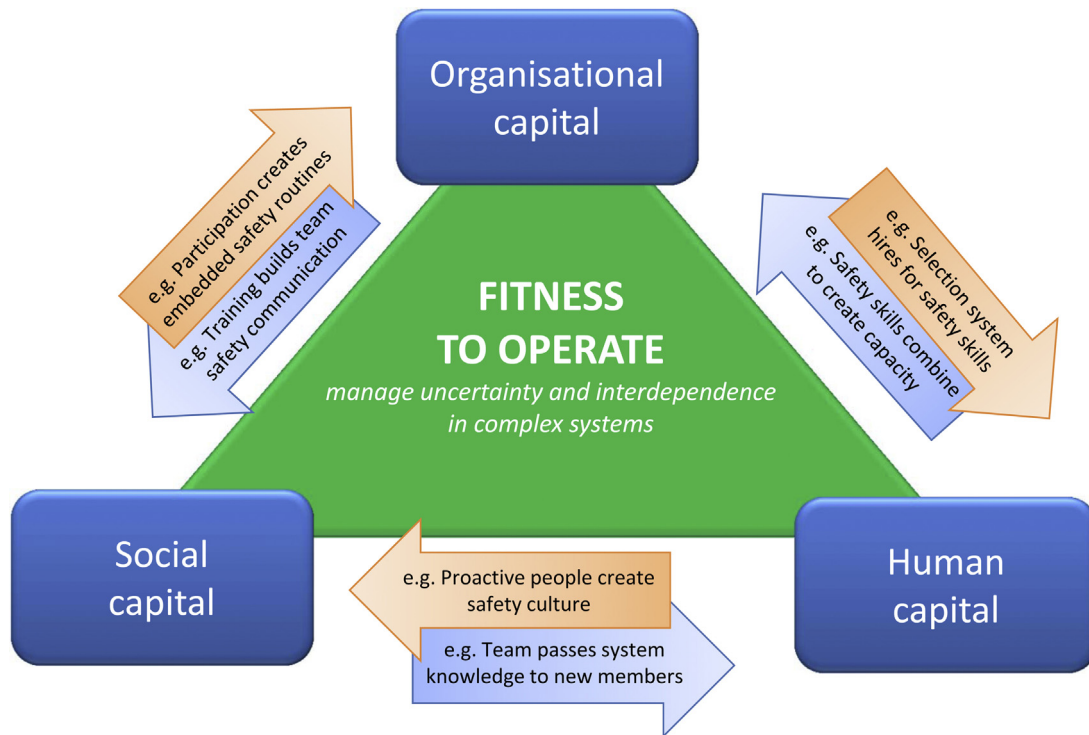 Organisational
capital
e.g. Participation creates
embedded safety routines
e.g. Training builds team
safety communication
e.g. Selection system
hires for safety skills
e.g. Safety skills combine
to create capacity
FITNESS
TO OPERATE
manage uncertainty and interdependence
in complex systems
Social
capital
e.g. Proactive people create
safety culture
e.g. Team passes system
knowledge to new members
Human
capital